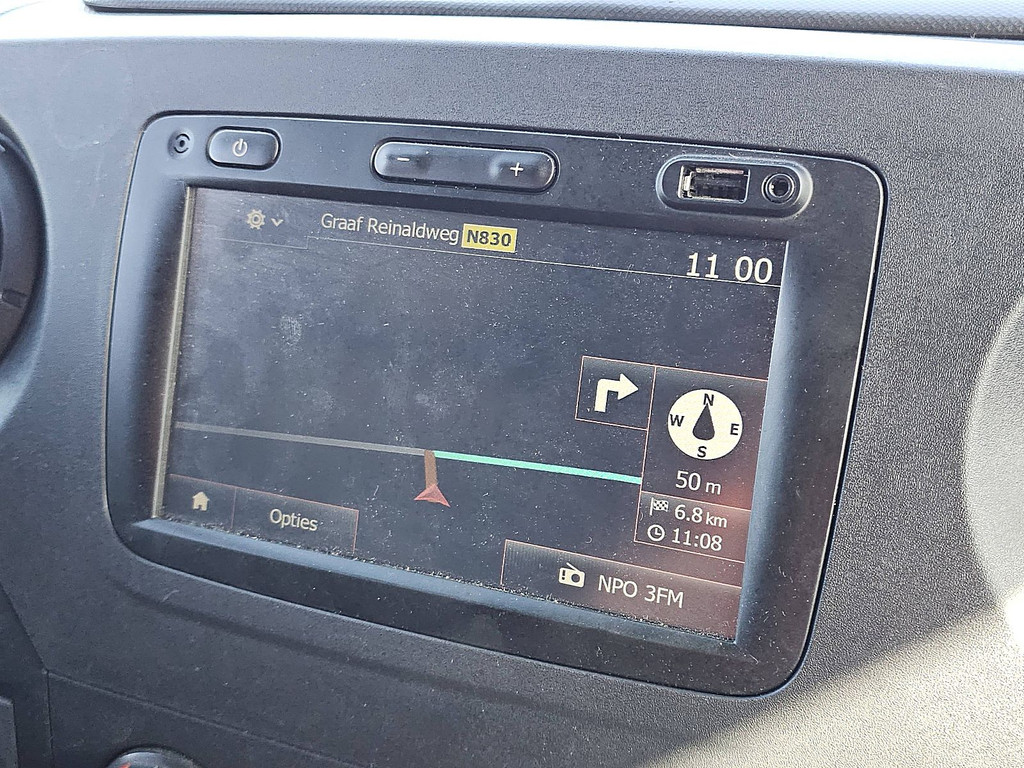 − +
Graaf Reinaldweg N830
11 00
N
W E
S
50 m
6.8 km
11:08
Opties
NPO 3FM